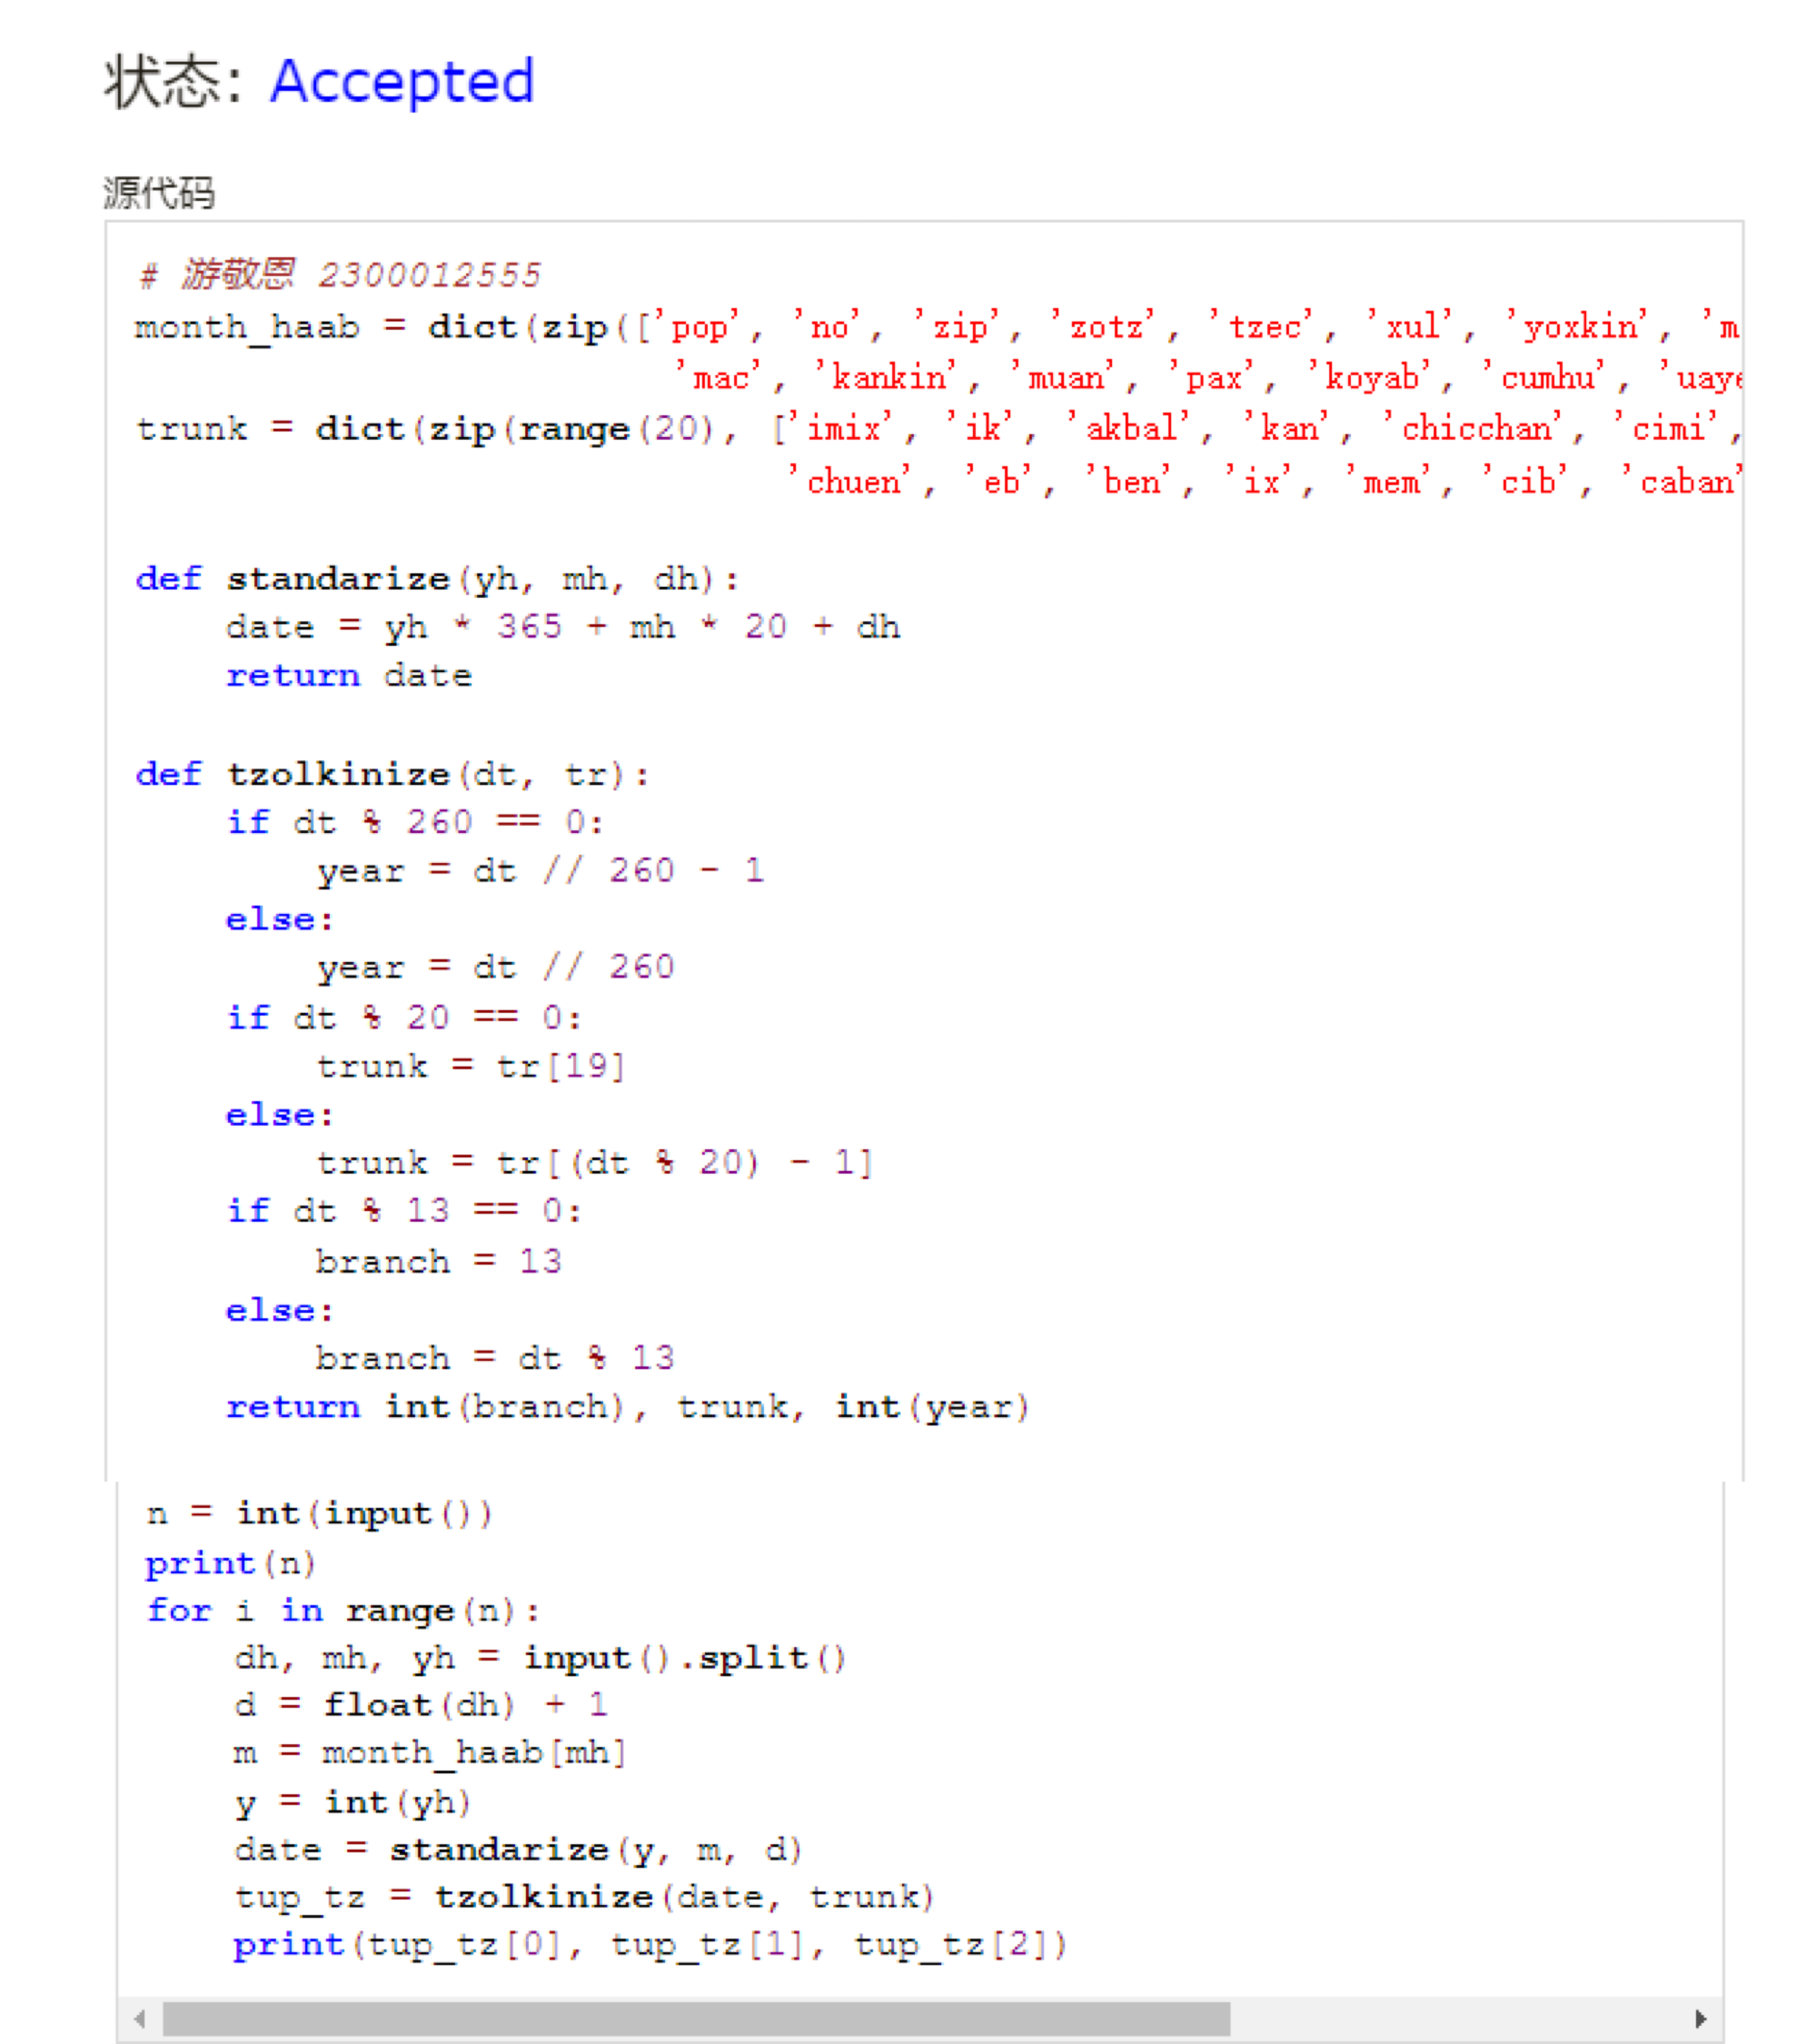 状态: Accepted
源代码
# 游敬恩 2300012555
month_haab = dict(zip(['pop', 'no', 'zip', 'zotz', 'tzec', 'xul', 'yoxkin', 'm
'mac', 'kankin', 'muan', 'pax', 'koyab', 'cumhu', 'uaye
trunk = dict(zip(range(20), ['imix', 'ik', 'akbal', 'kan', 'chicchan', 'cimi',
'chuen', 'eb', 'ben', 'ix', 'mem', 'cib', 'caban'
def standarize(yh, mh, dh):
    date = yh * 365 + mh * 20 + dh
    return date
def tzolkinize(dt, tr):
    if dt % 260 == 0:
        year = dt // 260 - 1
    else:
        year = dt // 260
    if dt % 20 == 0:
        trunk = tr[19]
    else:
        trunk = tr[(dt % 20) - 1]
    if dt % 13 == 0:
        branch = 13
    else:
        branch = dt % 13
    return int(branch), trunk, int(year)
n = int(input())
print(n)
for i in range(n):
    dh, mh, yh = input().split()
    d = float(dh) + 1
    m = month_haab[mh]
    y = int(yh)
    date = standarize(y, m, d)
    tup_tz = tzolkinize(date, trunk)
    print(tup_tz[0], tup_tz[1], tup_tz[2])